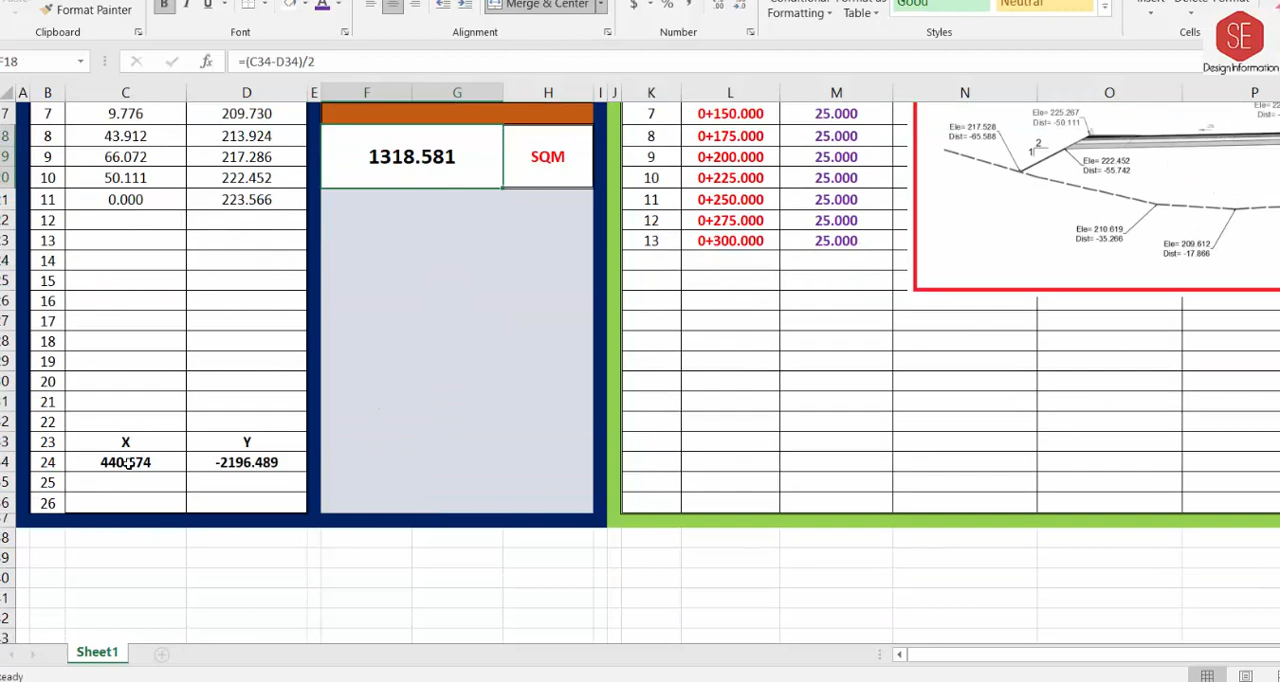 Format Painter
B I U A
Merge & Center
$ % ,
Conditional Format as
Formatting Table
Good
Neutral
Insert Delete Format
Clipboard
Font
Alignment
Number
Styles
Cells
SE
Design Information
F18
fx =(C34-D34)/2
A B C D E F G H I J K L M N O P
7 9.776 209.730 7 0+150.000 25.000
8 43.912 213.924 8 0+175.000 25.000
9 66.072 217.286 1318.581 SQM 9 0+200.000 25.000
10 50.111 222.452 10 0+225.000 25.000
11 0.000 223.566 11 0+250.000 25.000
12 12 0+275.000 25.000
13 13 0+300.000 25.000
14
15
16
17
18
19
20
21
22
23 X Y
24 440.574 -2196.489
25
26
Ele= 225.267
Dist= -50.111
Ele= 217.528
Dist= -65.588
2
1
Ele= 222.452
Dist= -55.742
Ele= 210.619
Dist= -35.266
Ele= 209.612
Dist= -17.866
Sheet1